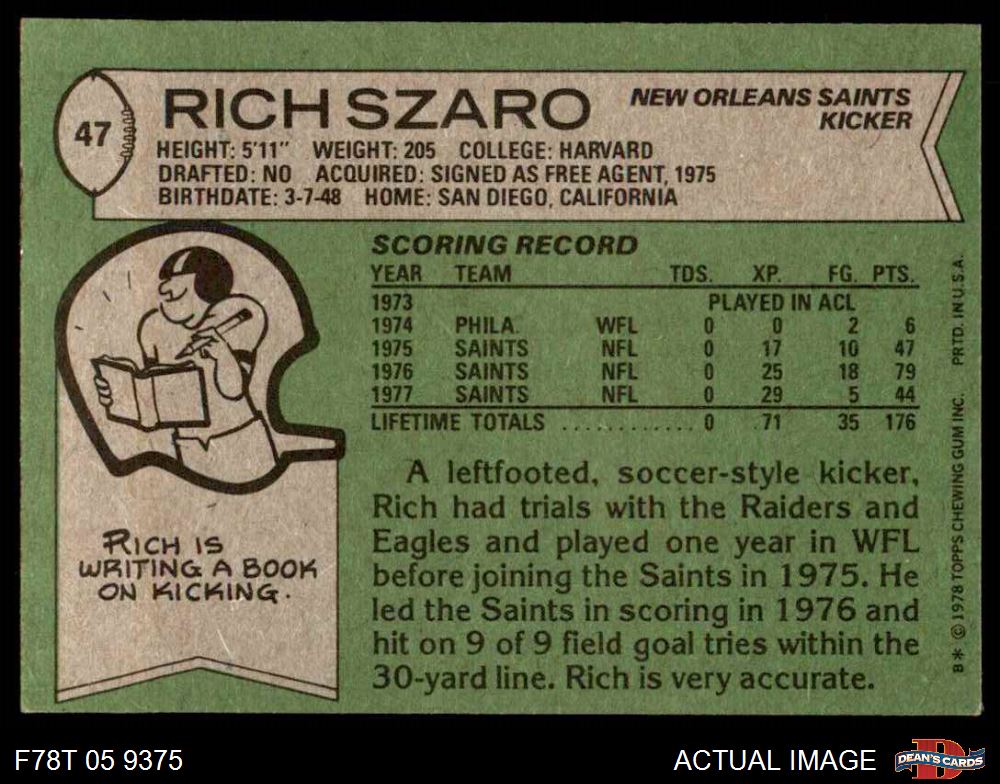 47
RICH SZARO
NEW ORLEANS SAINTS
KICKER
HEIGHT: 5'11" WEIGHT: 205 COLLEGE: HARVARD
DRAFTED: NO ACQUIRED: SIGNED AS FREE AGENT, 1975
BIRTHDATE: 3-7-48 HOME: SAN DIEGO, CALIFORNIA
SCORING RECORD
YEAR TEAM TDS. XP. FG. PTS.
1973 PLAYED IN ACL
1974 PHILA. WFL 0 0 2 6
1975 SAINTS NFL 0 17 10 47
1976 SAINTS NFL 0 25 18 79
1977 SAINTS NFL 0 29 5 44
LIFETIME TOTALS ............ 0 71 35 176
A leftfooted, soccer-style kicker,
Rich had trials with the Raiders and
Eagles and played one year in WFL
before joining the Saints in 1975. He
led the Saints in scoring in 1976 and
hit on 9 of 9 field goal tries within the
30-yard line. Rich is very accurate.
RICH IS
WRITING A BOOK
ON KICKING.
B* © 1978 TOPPS CHEWING GUM INC. PRTD. IN U.S.A.
F78T 05 9375
ACTUAL IMAGE
DEAN'S CARDS